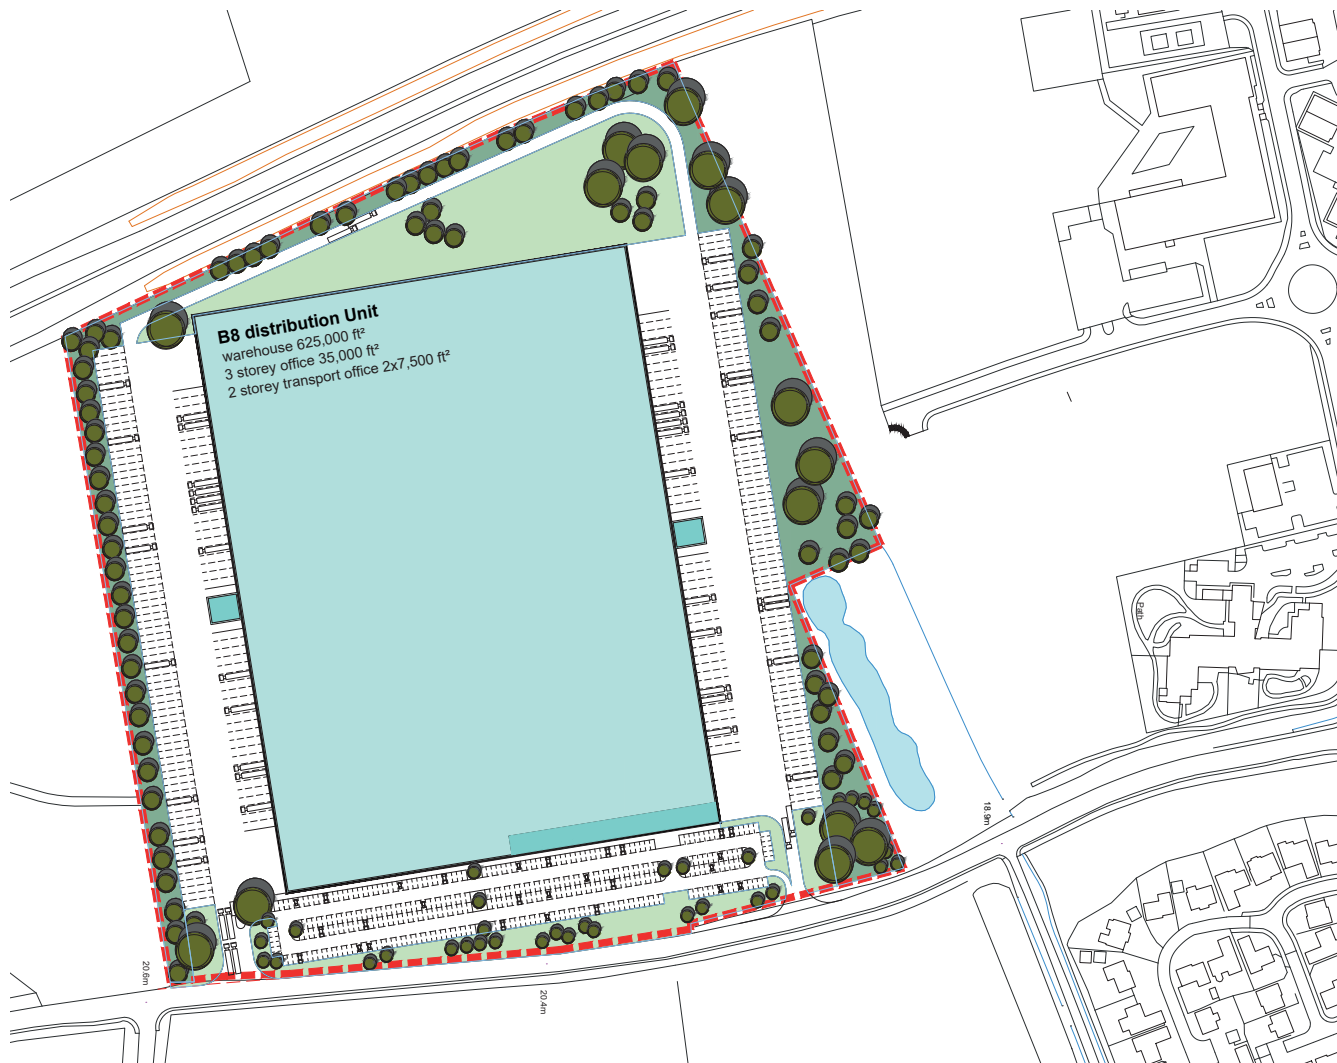 B8 distribution Unit
warehouse 625,000 ft²
3 storey office 35,000 ft²
2 storey transport office 2x7,500 ft²
Path
18.9m
20.6m
20.4m